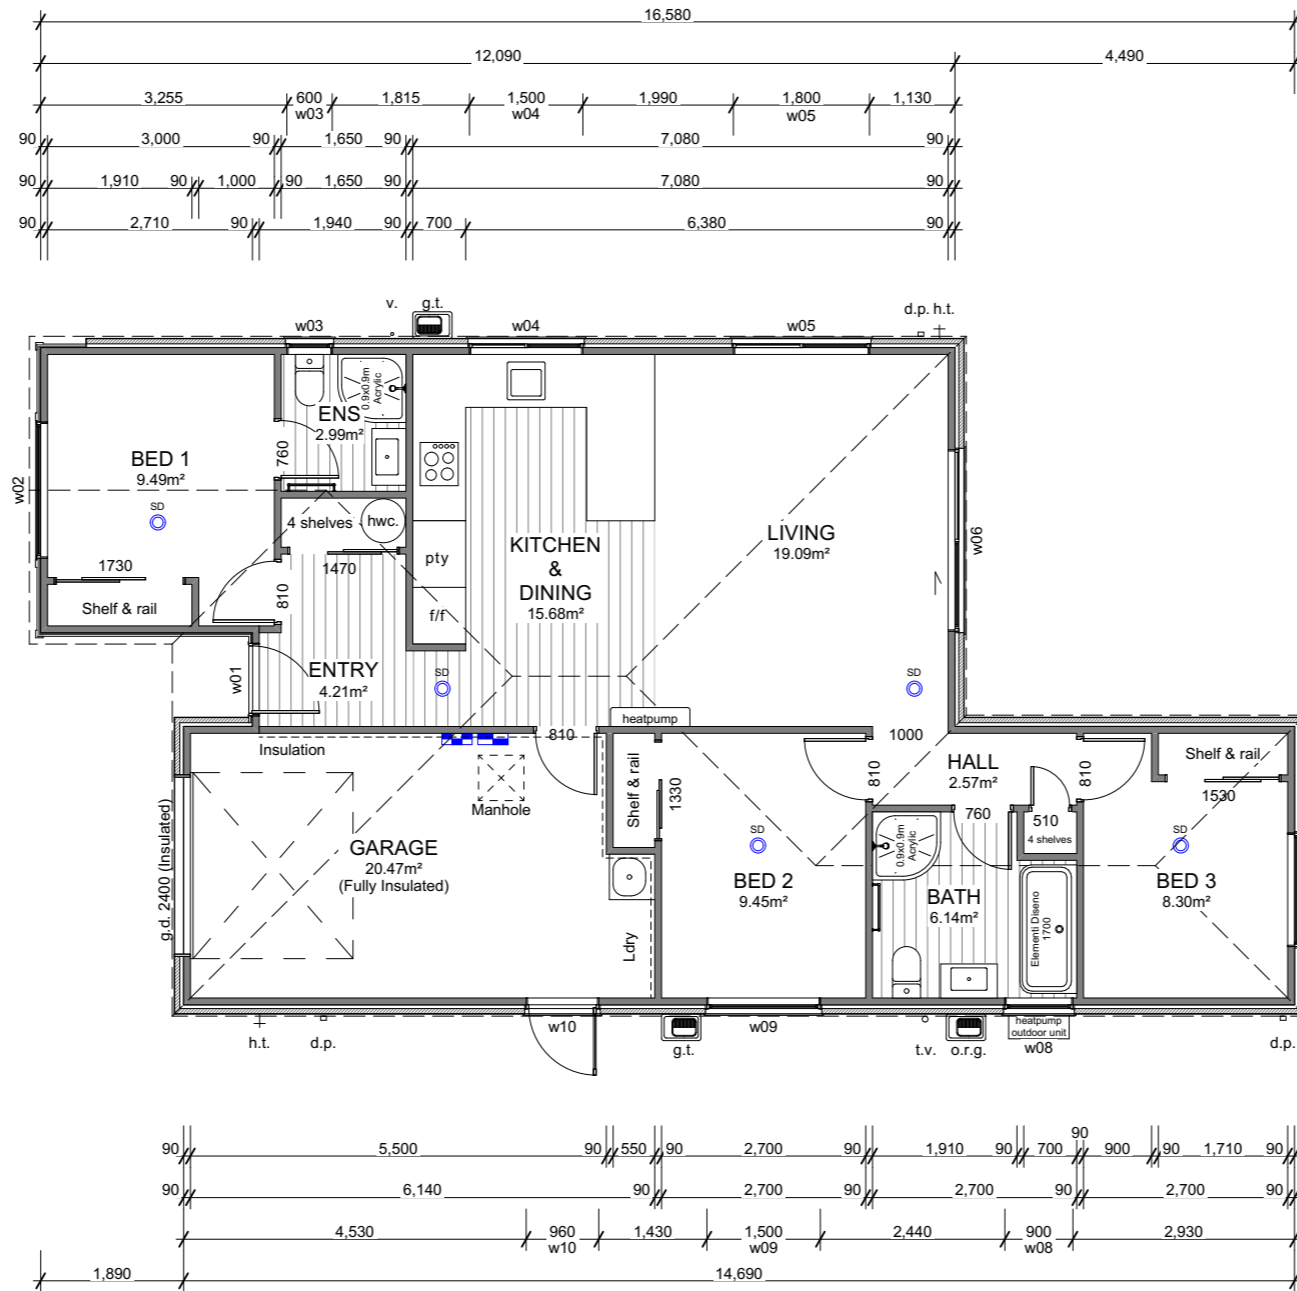 16,580
12,090 4,490
3,255 600 1,815 1,500 1,990 1,800 1,130
w03 w04 w05
90 3,000 90 1,650 90 7,080 90
90 1,910 90 1,000 90 1,650 90 7,080 90
90 2,710 90 1,940 90 700 6,380 90
v. g.t. d.p. h.t.
w03 w04 w05
0.9x0.9m
Acrylic
ENS
2.99m²
BED 1
9.49m²
760
w02
SD
4 shelves hwc.
1730
1470
Shelf & rail
810
pty
f/f
KITCHEN
&
DINING
15.68m²
LIVING
19.09m²
w06
w01
ENTRY
4.21m²
SD
SD
heatpump
810
1000
Insulation
Manhole
Shelf & rail
1330
810
HALL
2.57m²
810
Shelf & rail
1530
760
510
4 shelves
g.d. 2400 (Insulated)
GARAGE
20.47m²
(Fully Insulated)
SD
BED 2
9.45m²
0.9x0.9m
Acrylic
BATH
6.14m²
Elementi Diseno
1700
SD
BED 3
8.30m²
Ldry
h.t. d.p. w10 g.t. w09 t.v. o.r.g. w08 d.p.
heatpump
outdoor unit
90 5,500 90 550 90 2,700 90 1,910 90 700 90 900 90 1,710 90
90 6,140 90 2,700 90 2,700 90 2,700 90
4,530 960 1,430 1,500 2,440 900 2,930
w10 w09 w08
1,890 14,690